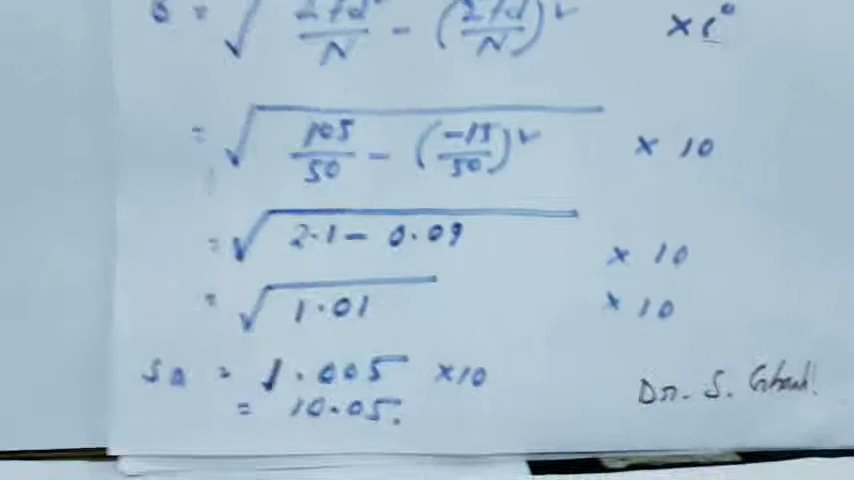 σ = √ Σfd² / N - (Σfd / N)² × i
= √ 105 / 50 - (-15 / 50)² × 10
= √ 2.1 - 0.09 × 10
= √ 1.01 × 10
SD = 1.005 × 10
= 10.05.
Dr. S. Ghosh!